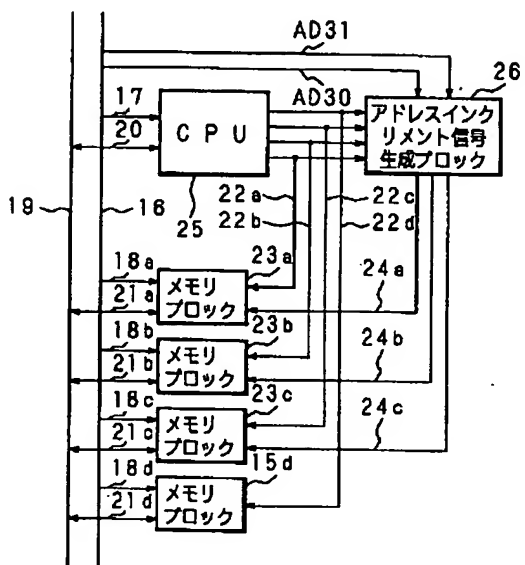 AD31
26
17
AD30
CPU
アドレスインク
リメント信号
生成ブロック
20
19
16
25
22a
22b
22c
22d
18a
23a
24a
メモリ
ブロック
21a
18b
23b
24b
メモリ
ブロック
21b
18c
23c
24c
メモリ
ブロック
21c
18d
15d
メモリ
ブロック
21d